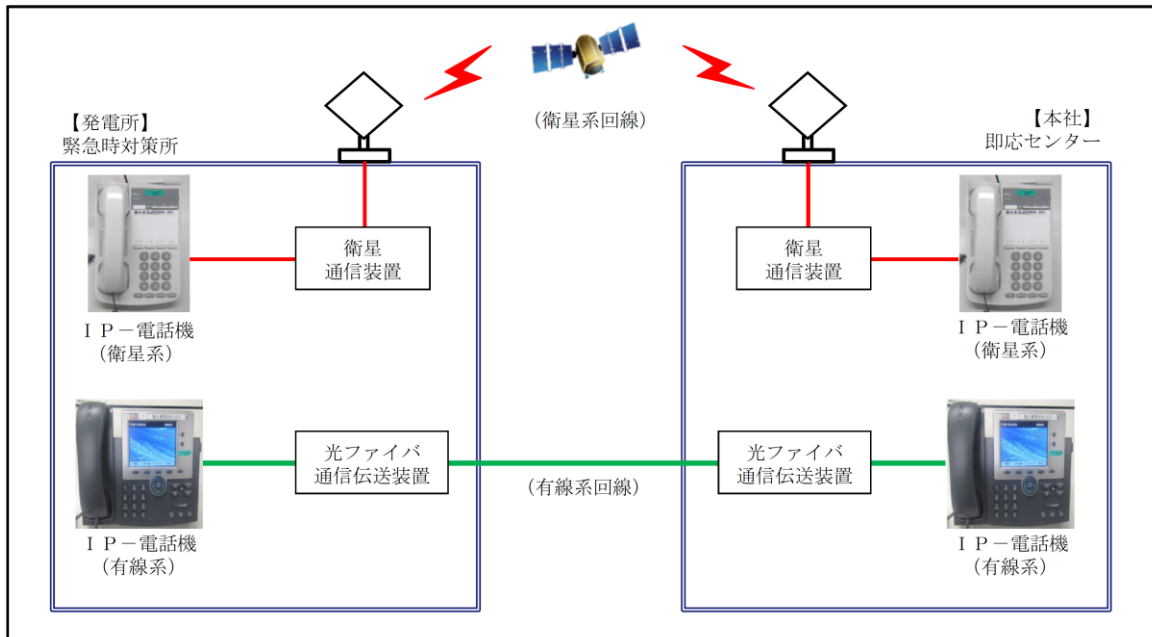 （衛星系回線）
【発電所】
緊急時対策所
【本社】
即応センター
衛星
通信装置
衛星
通信装置
ＩＰ－電話機
（衛星系）
ＩＰ－電話機
（衛星系）
光ファイバ
通信伝送装置
（有線系回線）
光ファイバ
通信伝送装置
ＩＰ－電話機
（有線系）
ＩＰ－電話機
（有線系）